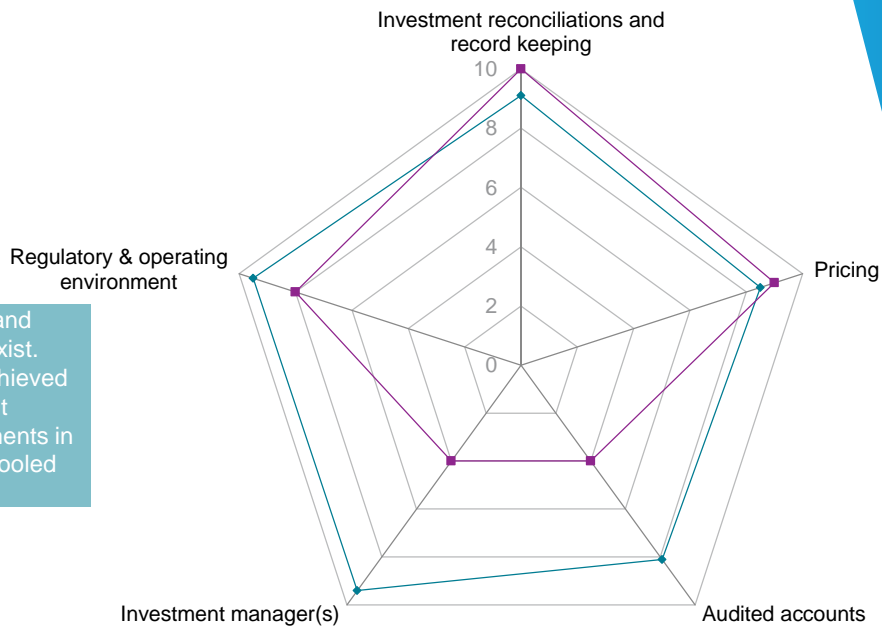 Investment reconciliations and
record keeping
10
8
6
4
2
0
Pricing
Audited accounts
Investment manager(s)
Regulatory & operating
environment
and
xist.
hieved
t
ments in
ooled